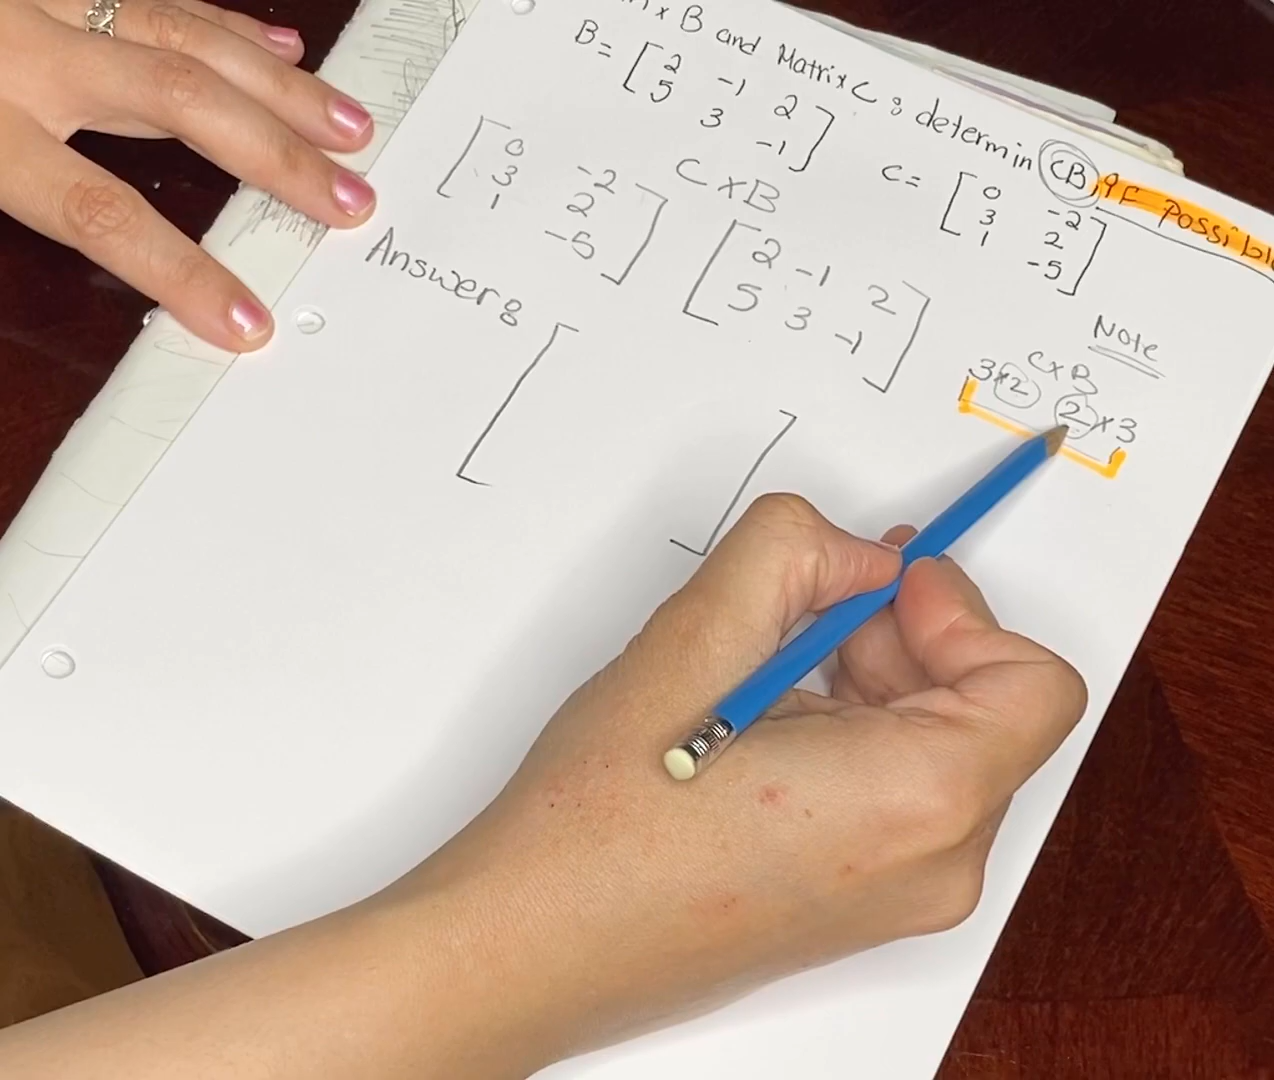 x B and Matrix C : determin CB, if possible
B = [ 2 -1 2
5 3 -1 ]
C = [ 0 -2
3 2
1 -5 ]
C x B
[ 0 -2
3 2
1 -5 ]
[ 2 -1 2
5 3 -1 ]
Answer:
[ ]
Note
C x B
3x2 2x3